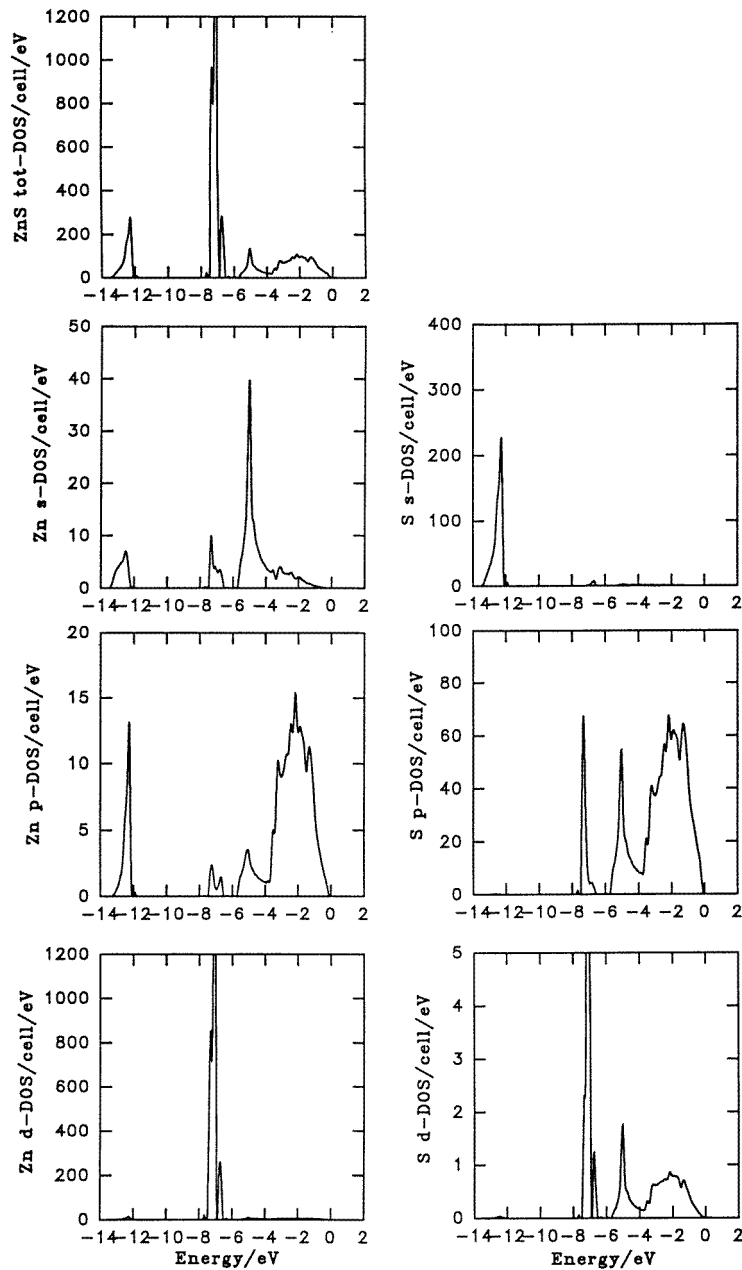 ZnS tot-DOS/cell/eV
1200
1000
800
600
400
200
0
-14-12-10 -8 -6 -4 -2 0 2
Zn s-DOS/cell/eV
50
40
30
20
10
0
-14-12-10 -8 -6 -4 -2 0 2
S s-DOS/cell/eV
400
300
200
100
0
-14-12-10 -8 -6 -4 -2 0 2
Zn p-DOS/cell/eV
20
15
10
5
0
-14-12-10 -8 -6 -4 -2 0 2
S p-DOS/cell/eV
100
80
60
40
20
0
-14-12-10 -8 -6 -4 -2 0 2
Zn d-DOS/cell/eV
1200
1000
800
600
400
200
0
-14-12-10 -8 -6 -4 -2 0 2
Energy/eV
S d-DOS/cell/eV
5
4
3
2
1
0
-14-12-10 -8 -6 -4 -2 0 2
Energy/eV